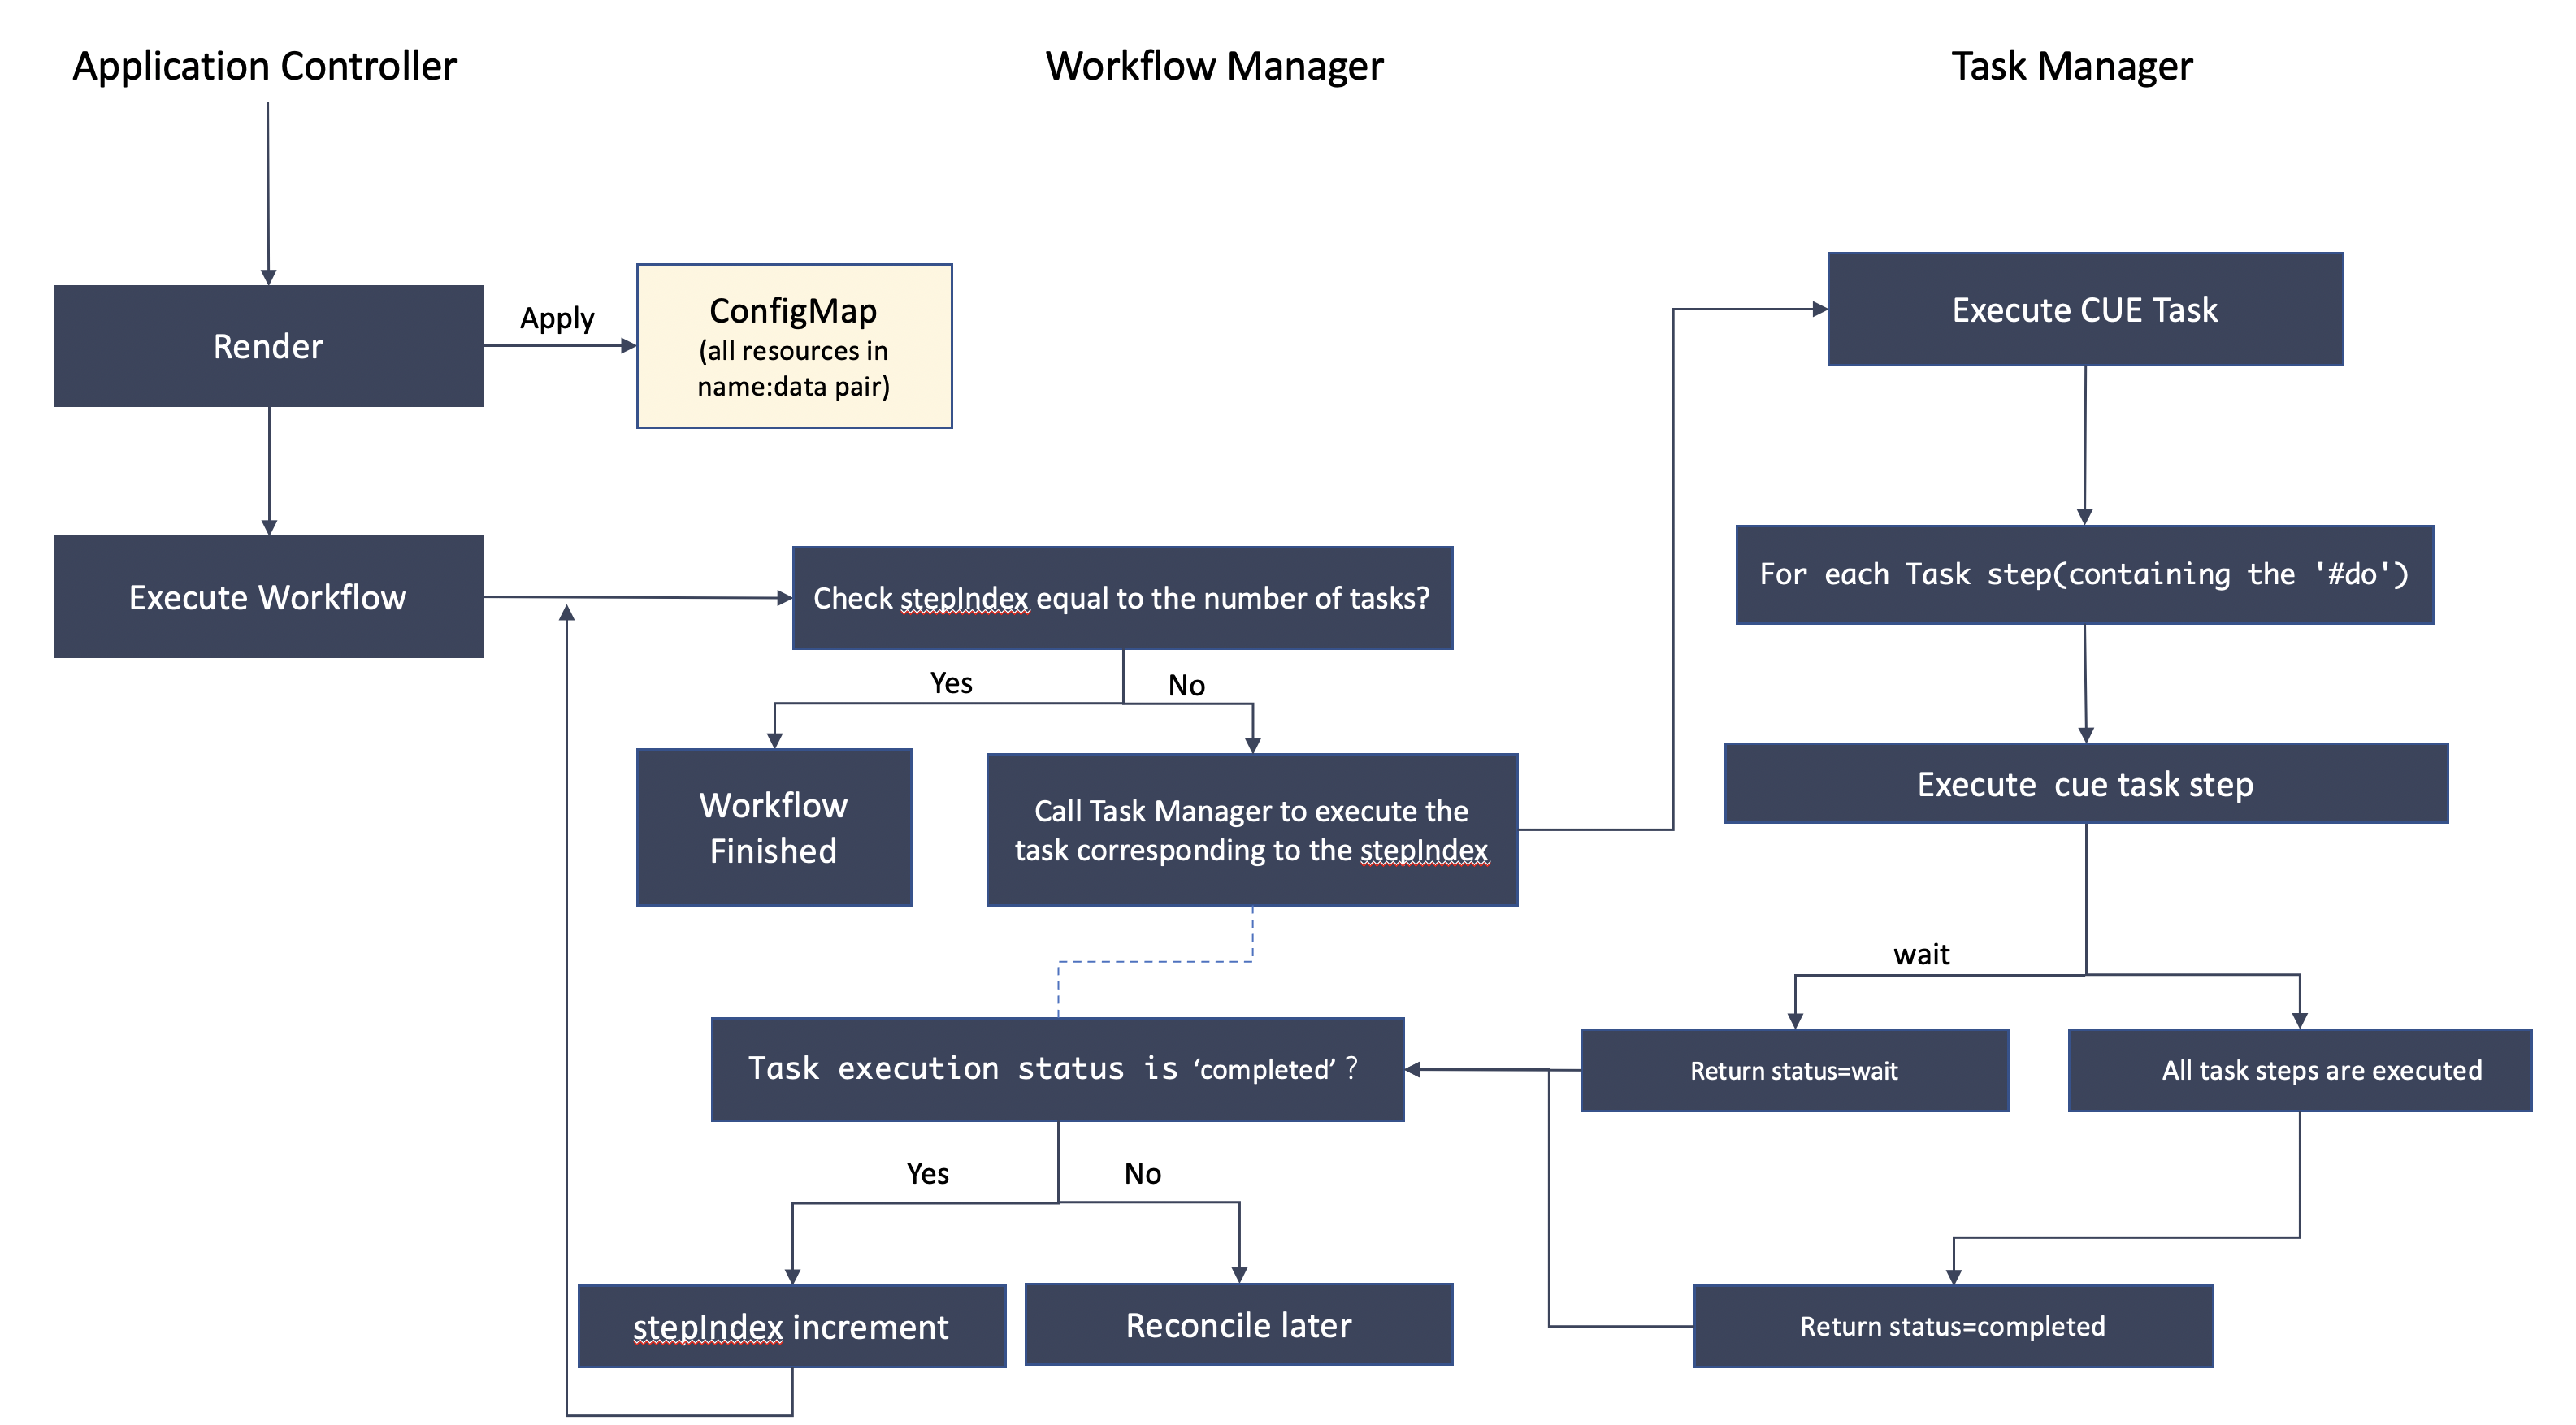 Application Controller
Workflow Manager
Task Manager
Render
Apply
ConfigMap
(all resources in
name:data pair)
Execute CUE Task
Execute Workflow
Check stepIndex equal to the number of tasks?
For each Task step(containing the '#do')
Yes
No
Workflow
Finished
Call Task Manager to execute the
task corresponding to the stepIndex
Execute  cue task step
wait
Task execution status is ‘completed’ ?
Return status=wait
All task steps are executed
Yes
No
stepIndex increment
Reconcile later
Return status=completed